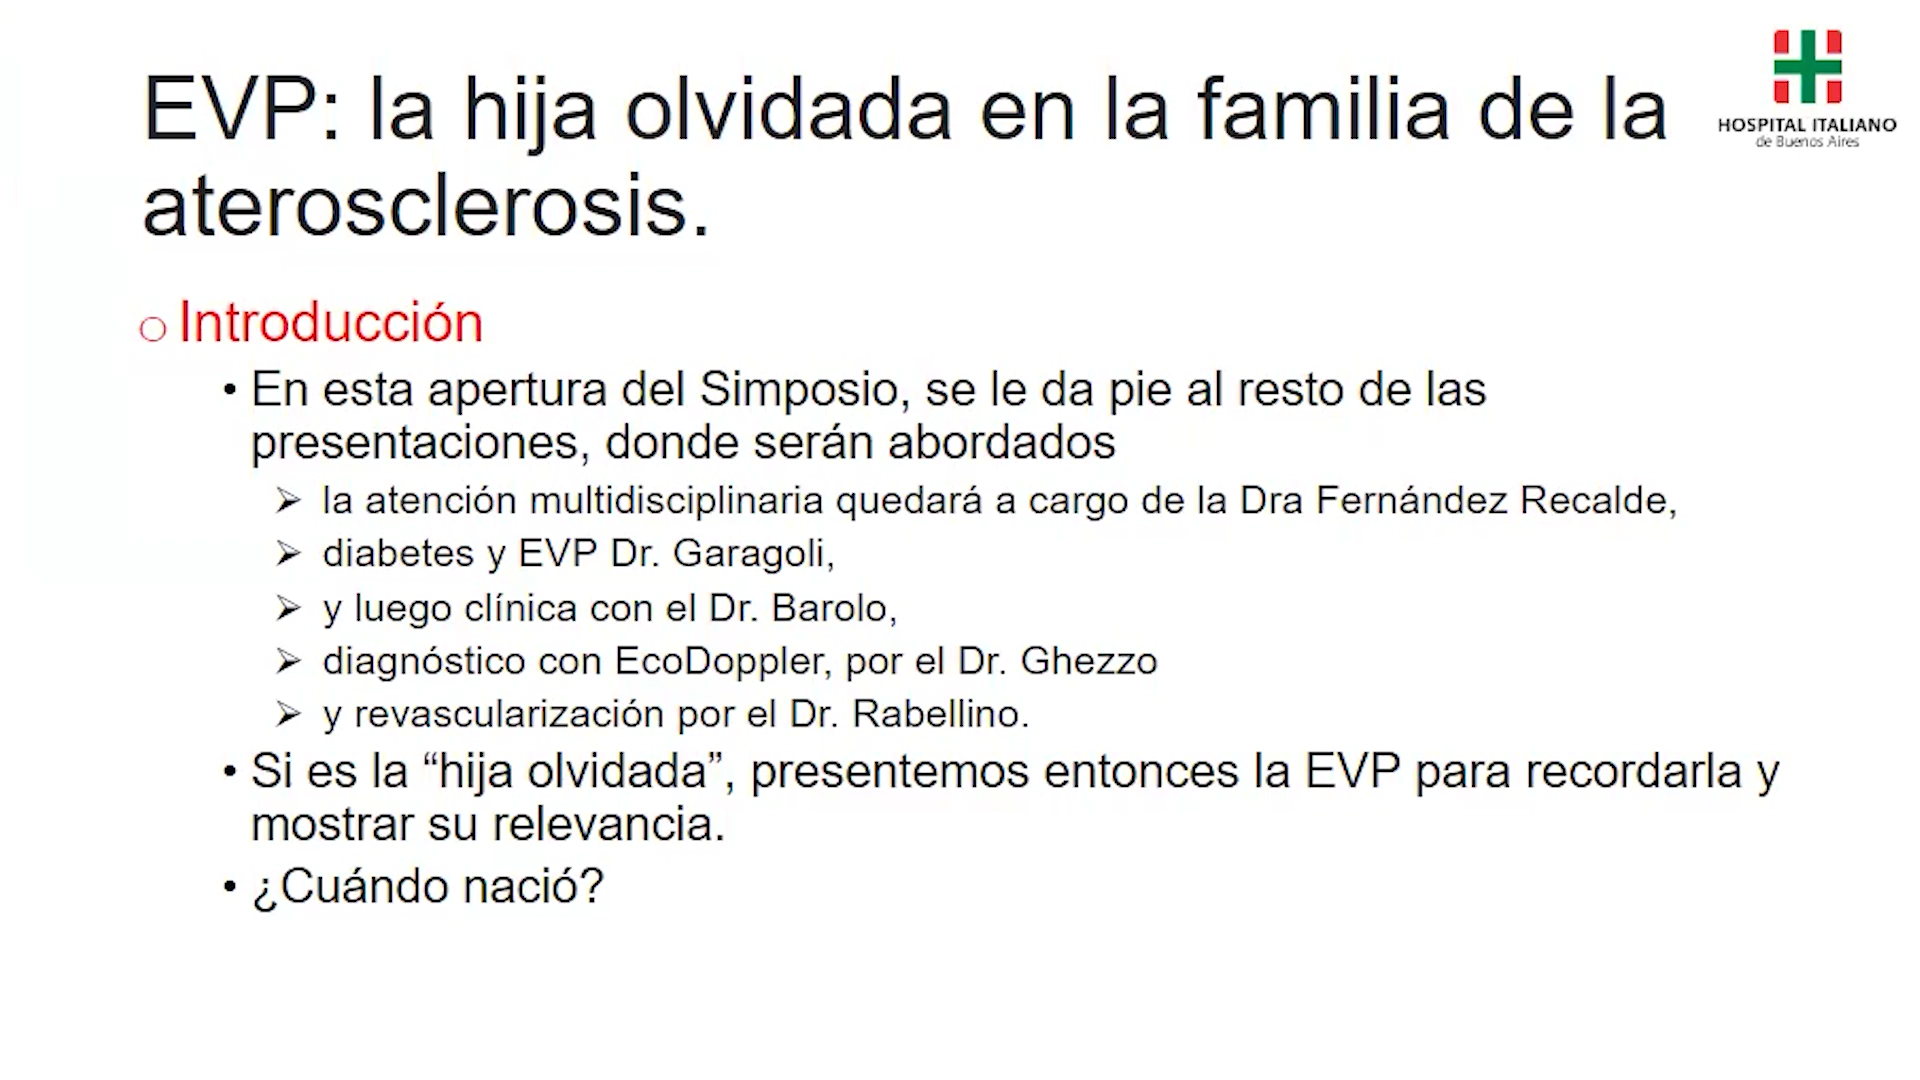 EVP: la hija olvidada en la familia de la
aterosclerosis.
HOSPITAL ITALIANO
de Buenos Aires
o Introducción
• En esta apertura del Simposio, se le da pie al resto de las
presentaciones, donde serán abordados
➢ la atención multidisciplinaria quedará a cargo de la Dra Fernández Recalde,
➢ diabetes y EVP Dr. Garagoli,
➢ y luego clínica con el Dr. Barolo,
➢ diagnóstico con EcoDoppler, por el Dr. Ghezzo
➢ y revascularización por el Dr. Rabellino.
• Si es la “hija olvidada”, presentemos entonces la EVP para recordarla y
mostrar su relevancia.
• ¿Cuándo nació?